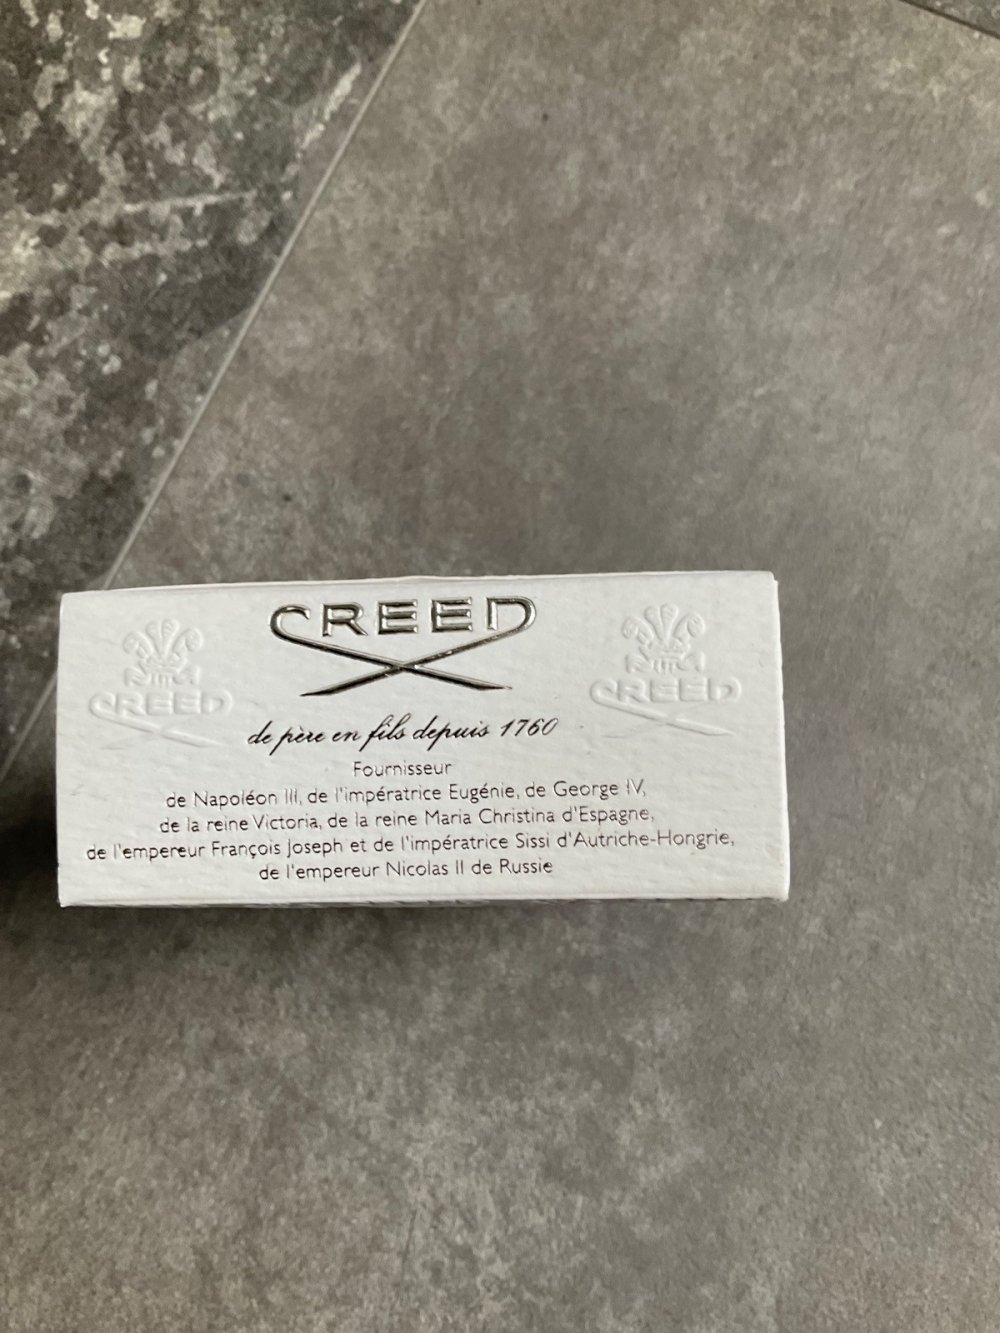 CREED
de père en fils depuis 1760
Fournisseur
de Napoléon III, de l'impératrice Eugénie, de George IV,
de la reine Victoria, de la reine Maria Christina d'Espagne,
de l'empereur François Joseph et de l'impératrice Sissi d'Autriche-Hongrie,
de l'empereur Nicolas II de Russie
CREED
CREED